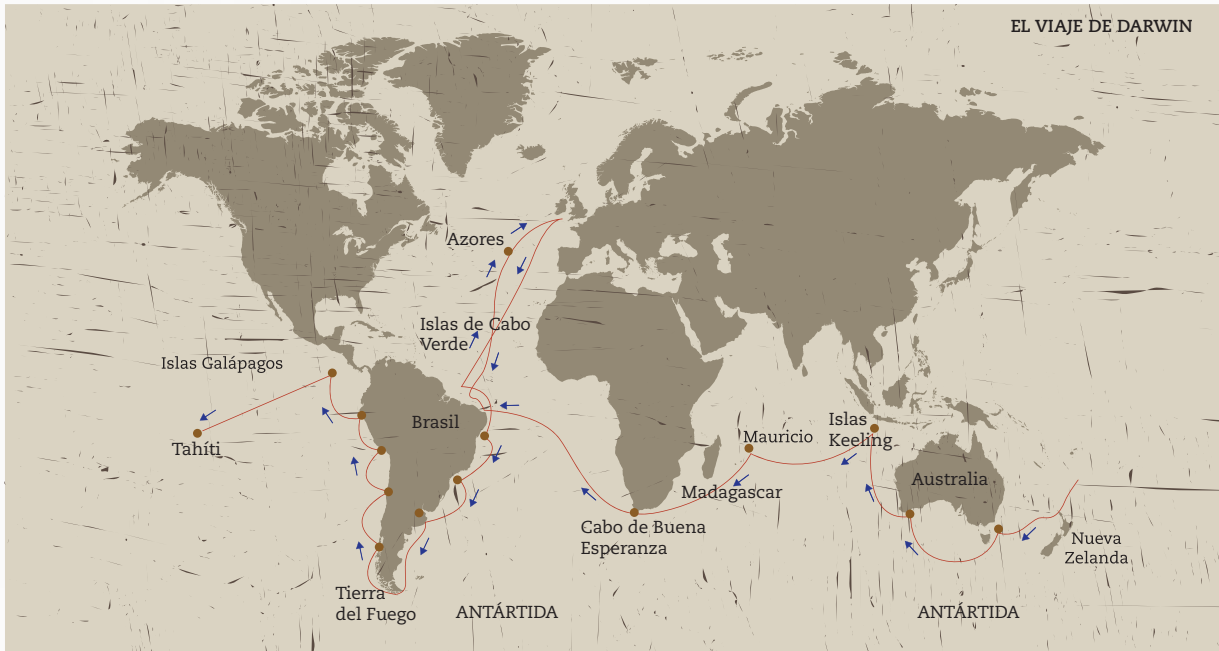 EL VIAJE DE DARWIN
Azores
Islas de Cabo
Verde
Islas Galápagos
Tahíti
Brasil
Mauricio
Islas
Keeling
Australia
Madagascar
Cabo de Buena
Esperanza
Nueva
Zelanda
Tierra
del Fuego
ANTÁRTIDA
ANTÁRTIDA